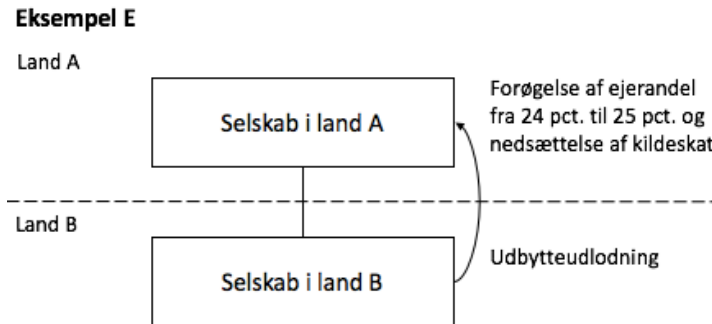 Eksempel E
Land A
Selskab i land A
Forøgelse af ejerandel
fra 24 pct. til 25 pct. og
nedsættelse af kildeskat
Land B
Selskab i land B
Udbytteudlodning